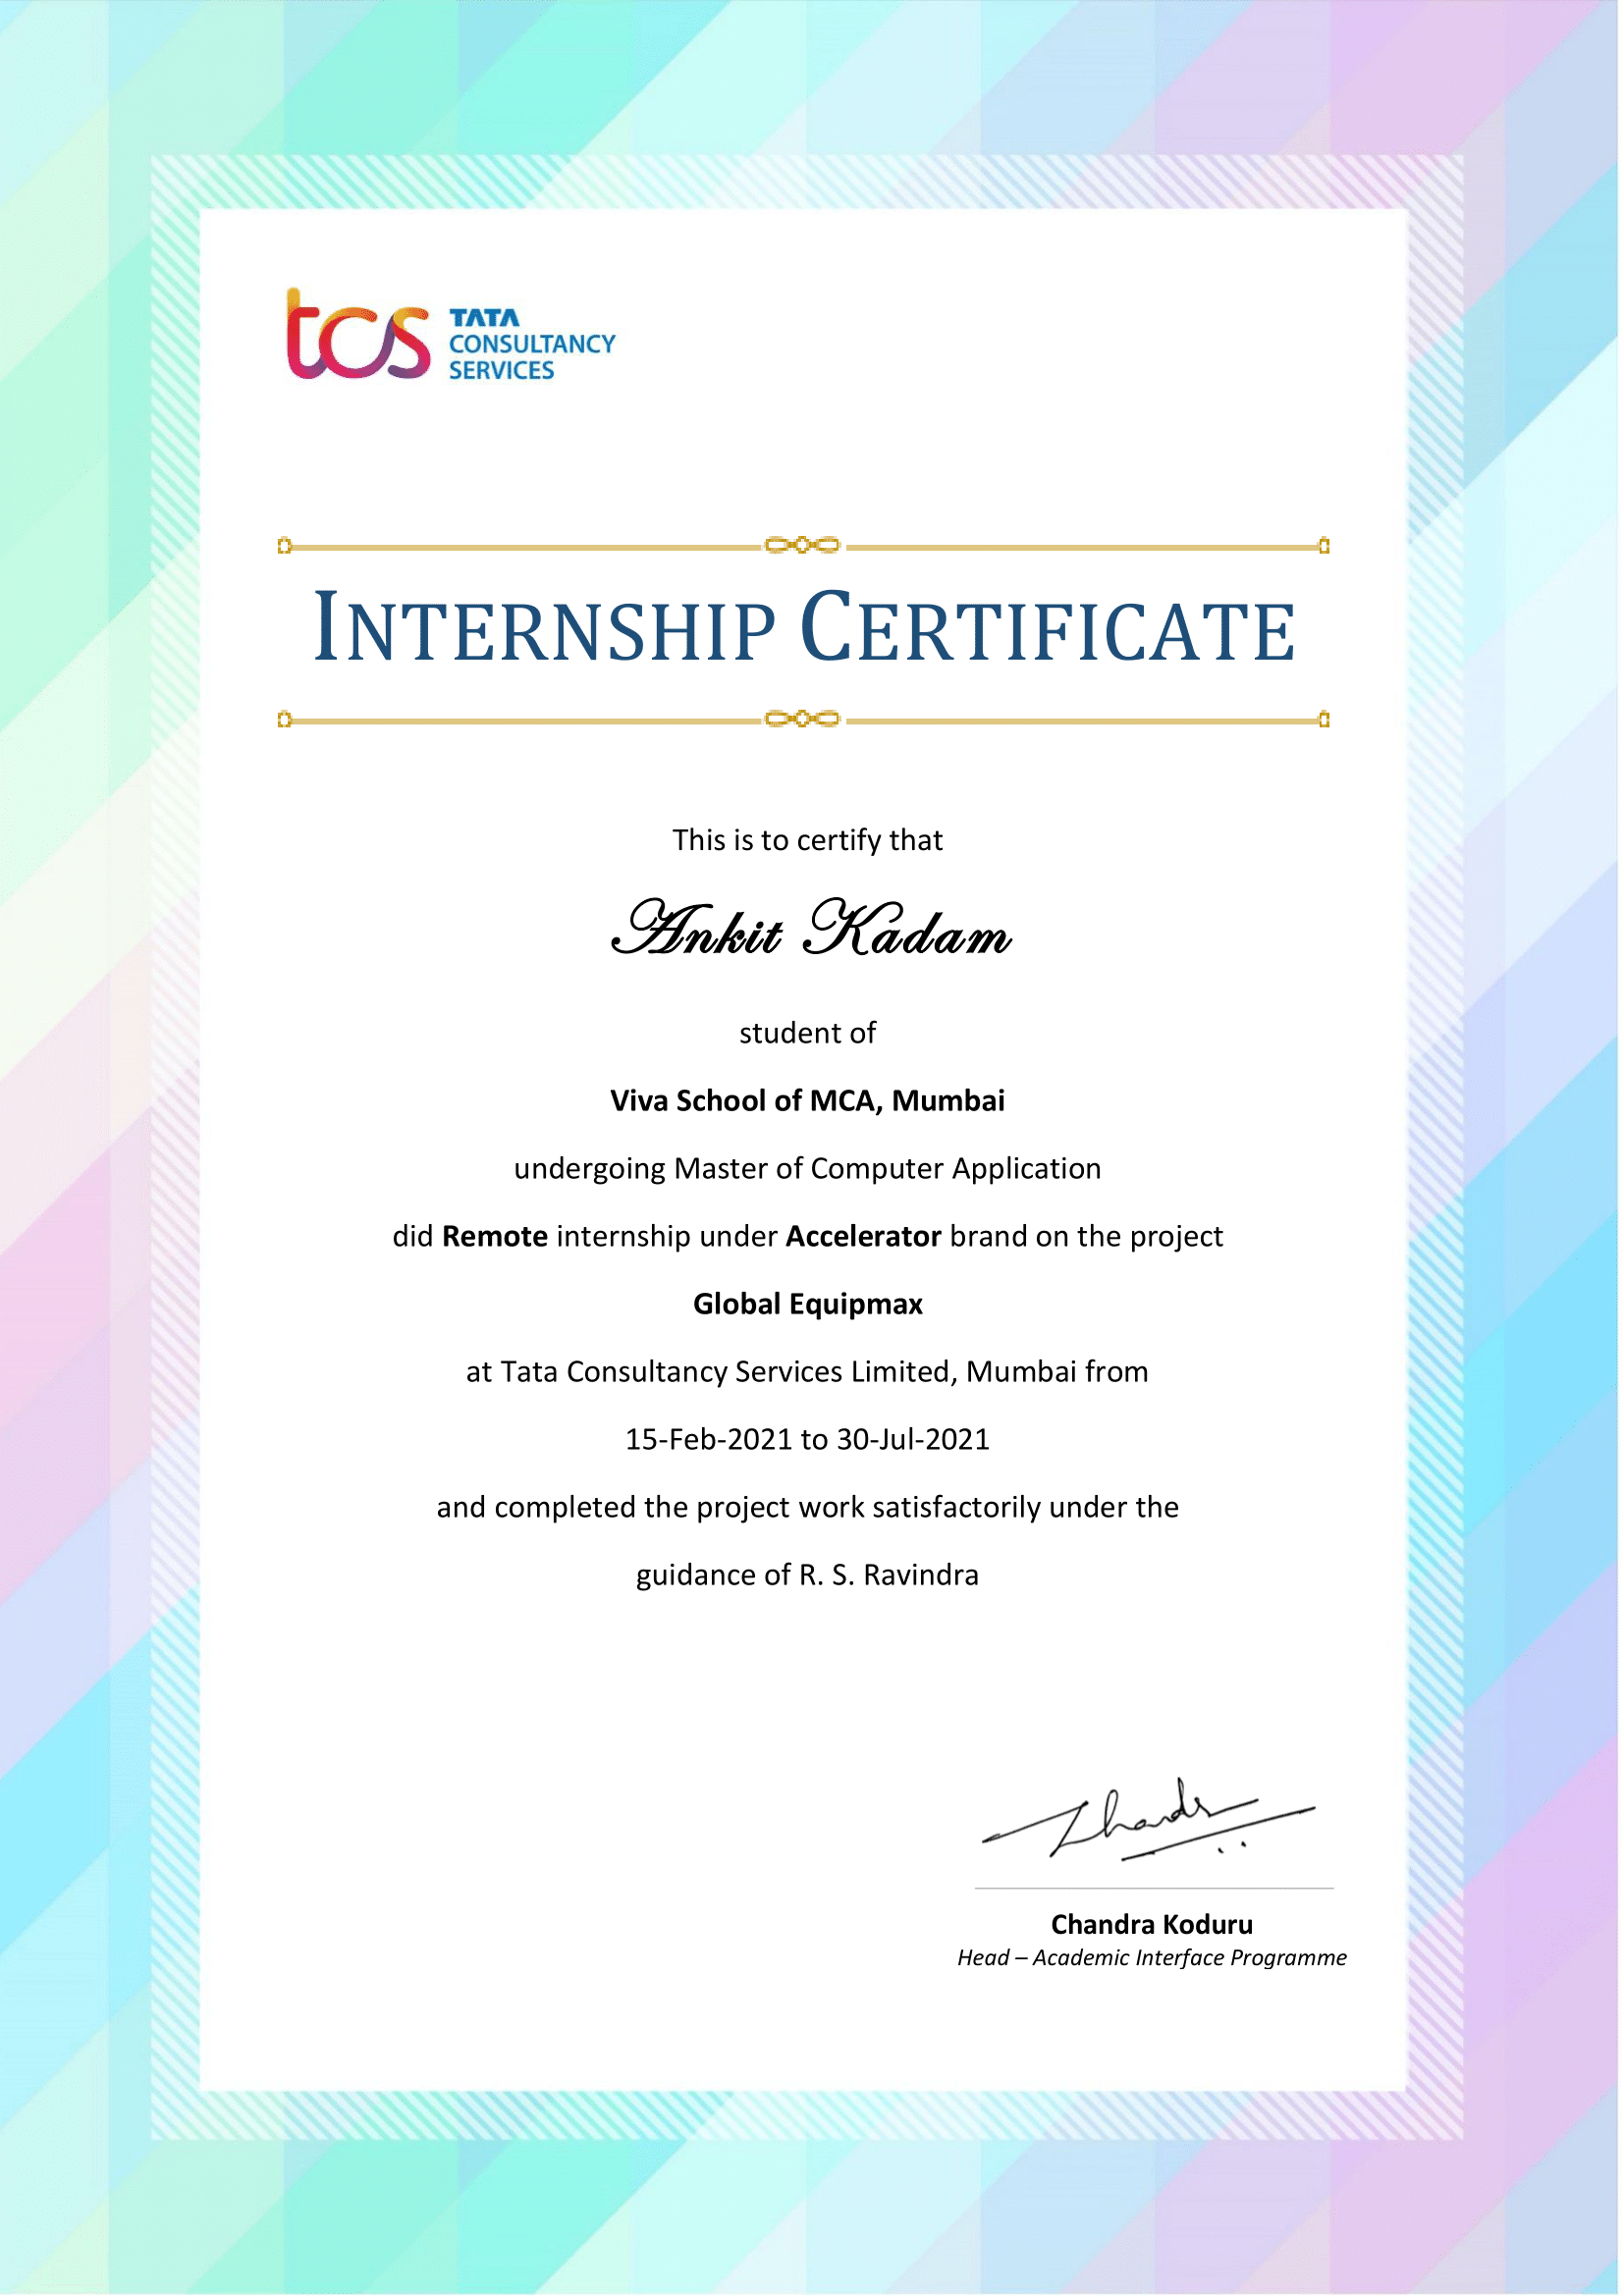 tcs TATA
CONSULTANCY
SERVICES
INTERNSHIP CERTIFICATE
This is to certify that
Ankit Kadam
student of
Viva School of MCA, Mumbai
undergoing Master of Computer Application
did Remote internship under Accelerator brand on the project
Global Equipmax
at Tata Consultancy Services Limited, Mumbai from
15-Feb-2021 to 30-Jul-2021
and completed the project work satisfactorily under the
guidance of R. S. Ravindra
Chandra Koduru
Head – Academic Interface Programme